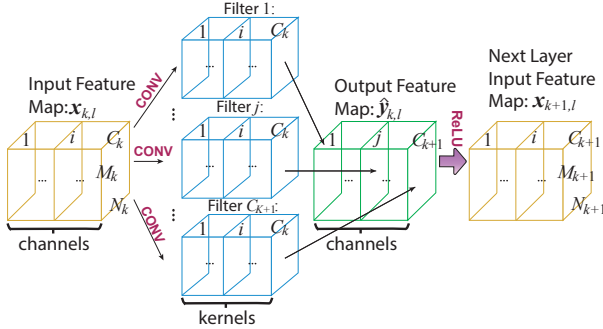 Filter 1:
1 i C_k
... ...
Input Feature
Map: x_{k,l}
1 i C_k
... ...
M_k
N_k
channels
CONV
CONV
CONV
⋮
Filter j:
1 i C_k
... ...
⋮
Filter C_{K+1}:
1 i C_k
... ...
kernels
Output Feature
Map: ŷ_{k,l}
1 j C_{k+1}
... ...
channels
ReLU
Next Layer
Input Feature
Map: x_{k+1,l}
1 i C_{k+1}
... ...
M_{k+1}
N_{k+1}